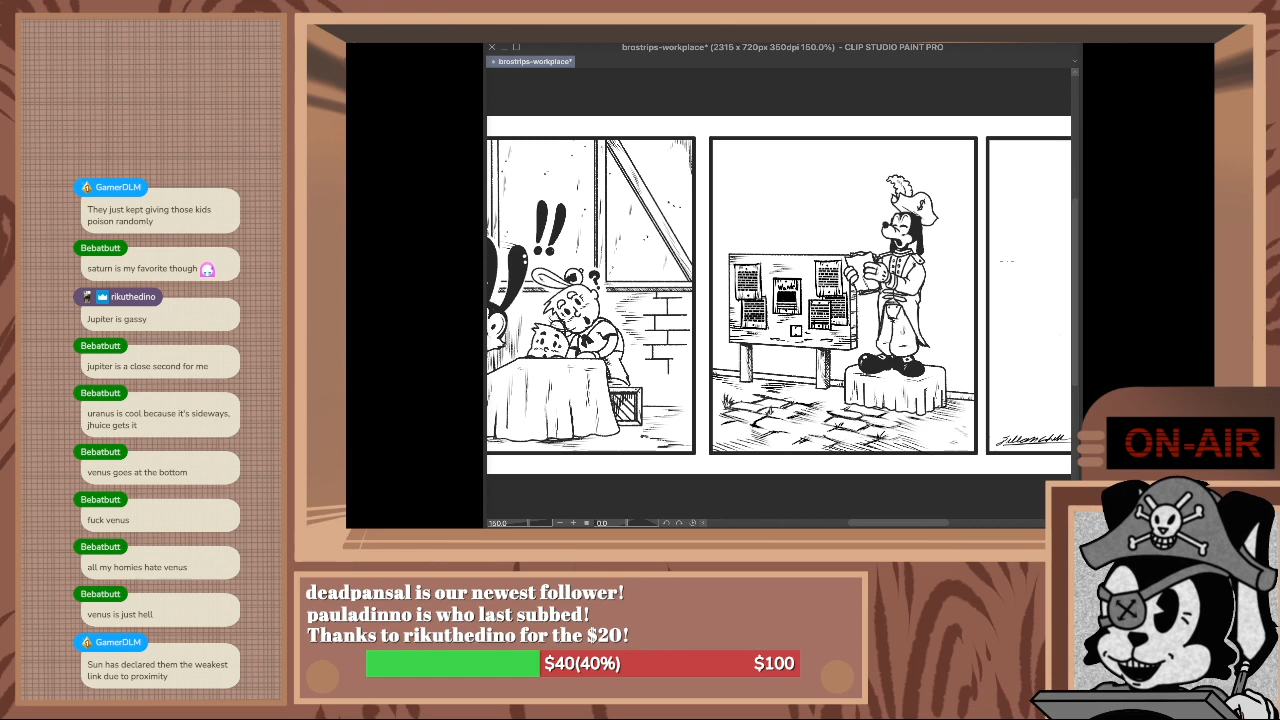 GamerDLM
They just kept giving those kids
poison randomly
Bebatbutt
saturn is my favorite though
rikuthedino
Jupiter is gassy
Bebatbutt
jupiter is a close second for me
Bebatbutt
uranus is cool because it's sideways,
jhuice gets it
Bebatbutt
venus goes at the bottom
Bebatbutt
fuck venus
Bebatbutt
all my homies hate venus
Bebatbutt
venus is just hell
GamerDLM
Sun has declared them the weakest
link due to proximity
brostrips-workplace* (2315 x 720px 350dpi 150.0%) - CLIP STUDIO PAINT PRO
brostrips-workplace*
!!
?
150.0
0.0
ON-AIR
deadpansal is our newest follower!
pauladinno is who last subbed!
Thanks to rikuthedino for the $20!
$40(40%)
$100